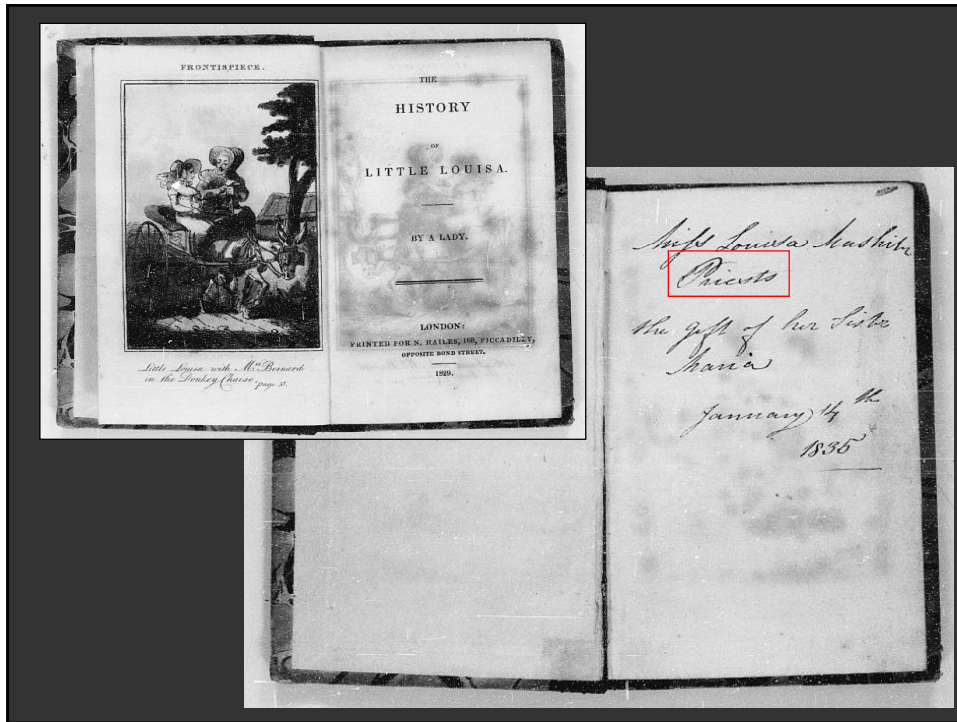 FRONTISPIECE.
Little Louisa with Mrs. Bernard
in the Donkey Chaise. page 53.
THE
HISTORY
OF
LITTLE LOUISA.
BY A LADY.
LONDON:
PRINTED FOR N. HAILES, 168, PICCADILLY,
OPPOSITE BOND STREET.
1829.
Miss Louisa
Priests
the gift of her Sister
Maria
January 14th
1835